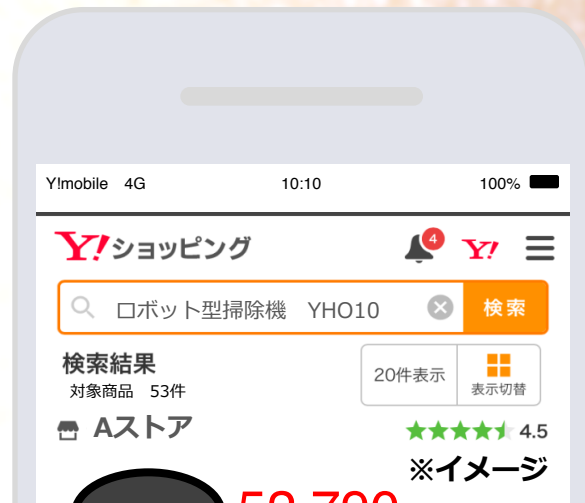 Y!mobile 4G 10:10 100%
Y!ショッピング 4 Y!
ロボット型掃除機 YHO10 検索
検索結果
20件表示
対象商品 53件
表示切替
Aストア
4.5
※イメージ